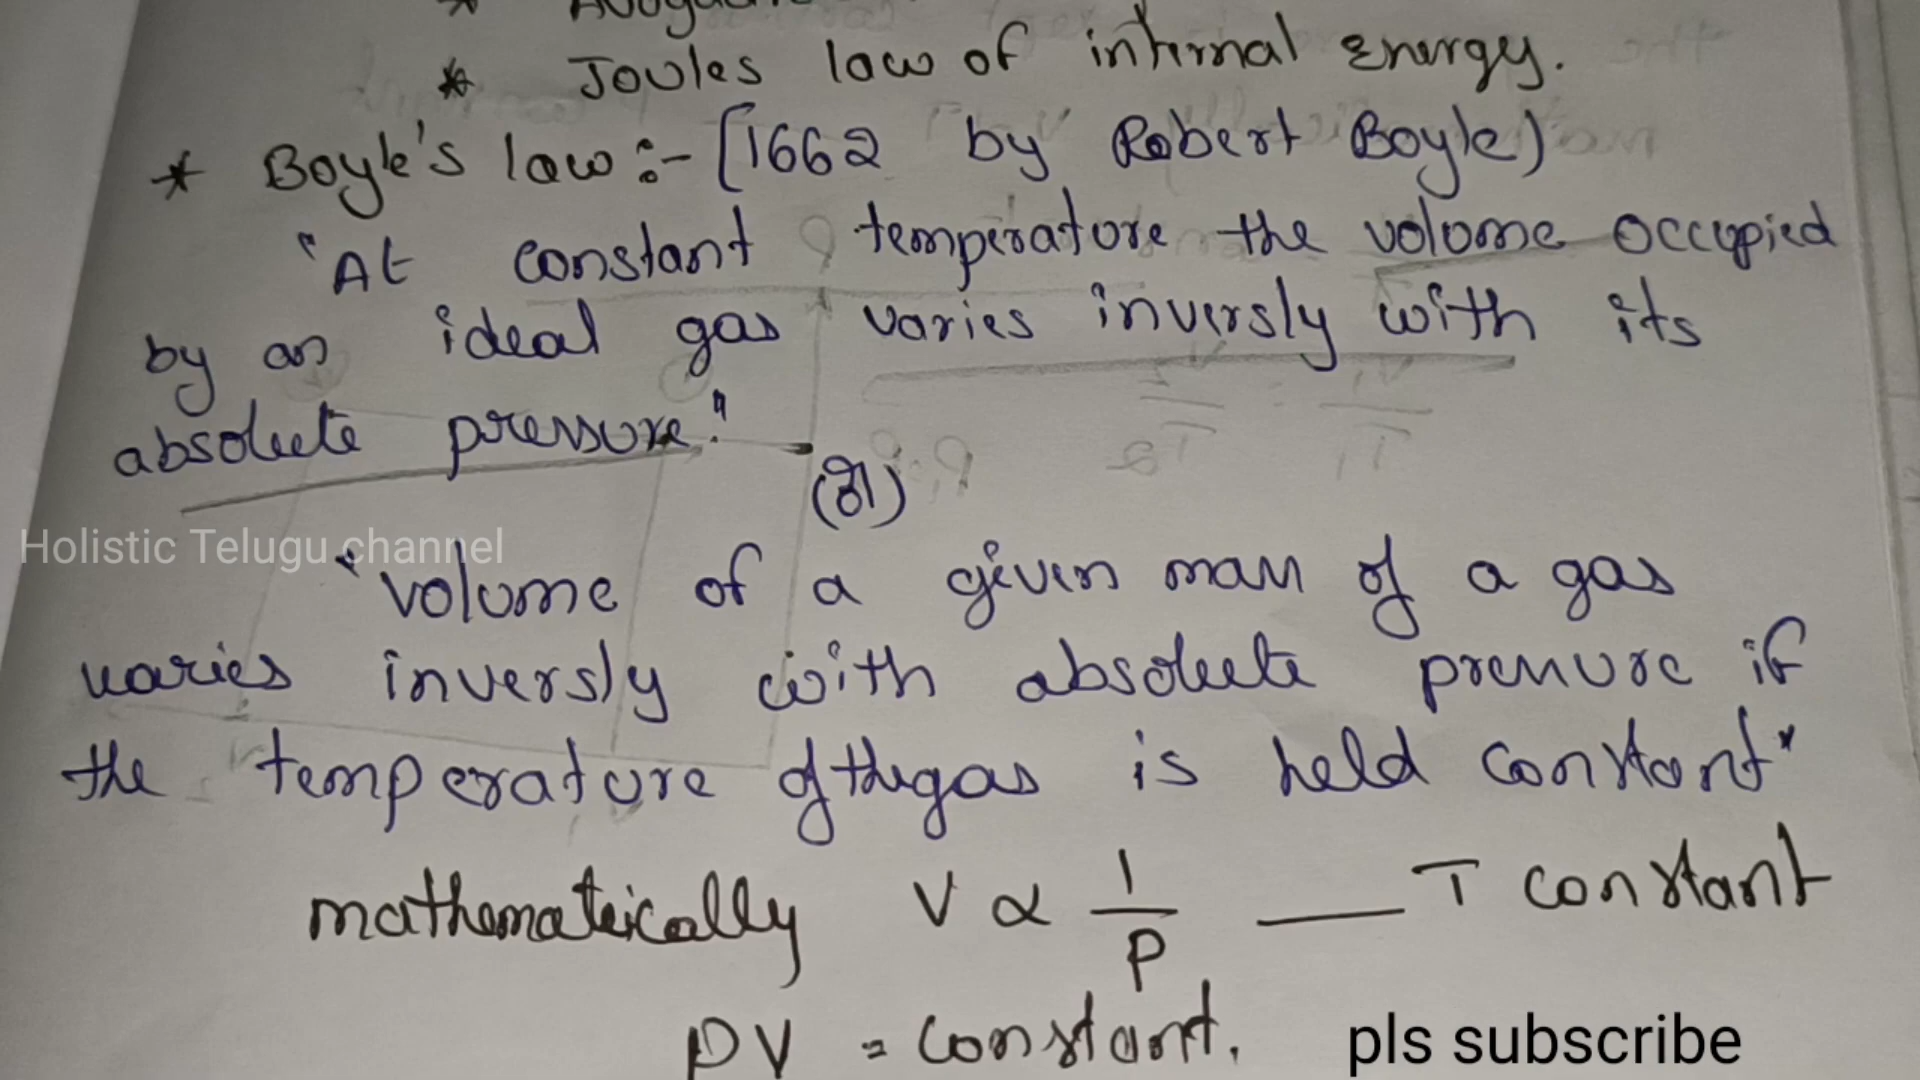 * Joules law of internal Energy.
* Boyle's law :- [1662 by Robert Boyle)
"At constant temperature the volume occupied
by an ideal gas varies inversly with its
absolute pressure."
(or)
Holistic Telugu channel
"volume of a given mass of a gas
varies inversly with absolute pressure if
the temperature of the gas is held constant"
mathematically V ∝ 1/P — T constant
PV = constant.
pls subscribe